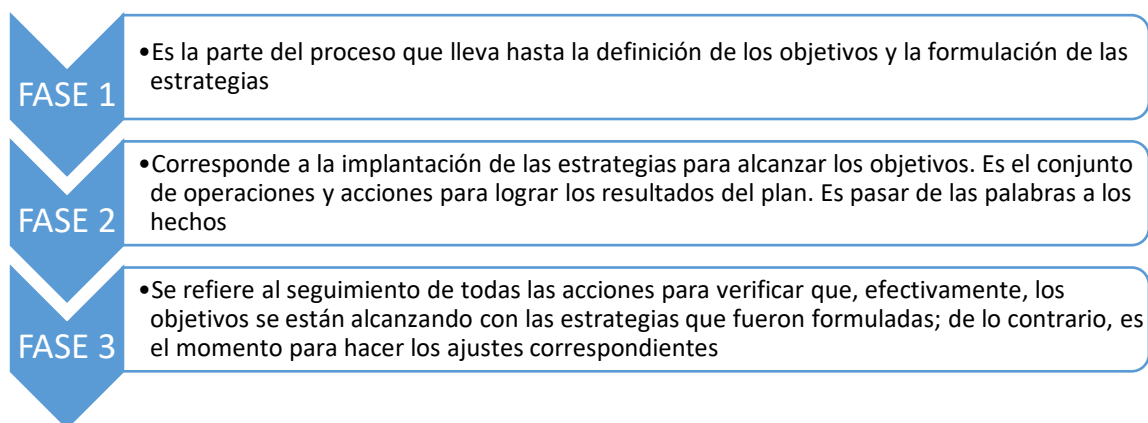 FASE 1
•Es la parte del proceso que lleva hasta la definición de los objetivos y la formulación de las
estrategias
FASE 2
•Corresponde a la implantación de las estrategias para alcanzar los objetivos. Es el conjunto
de operaciones y acciones para lograr los resultados del plan. Es pasar de las palabras a los
hechos
FASE 3
•Se refiere al seguimiento de todas las acciones para verificar que, efectivamente, los
objetivos se están alcanzando con las estrategias que fueron formuladas; de lo contrario, es
el momento para hacer los ajustes correspondientes